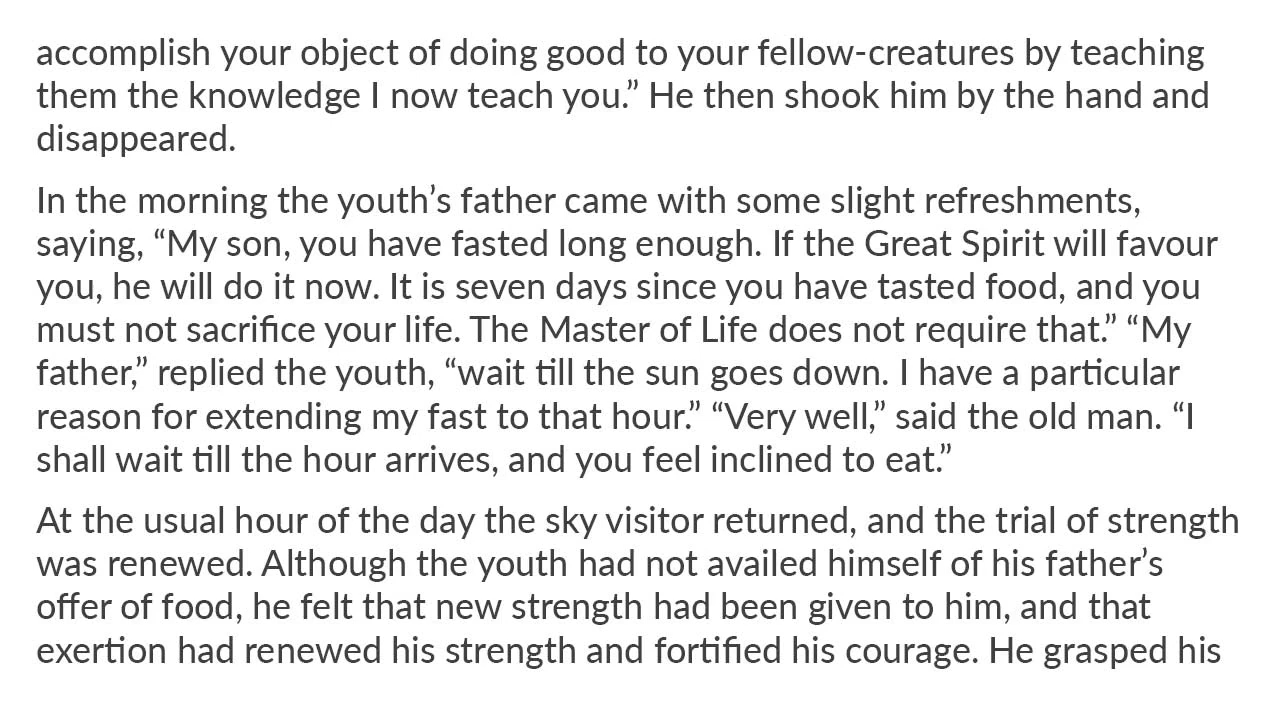 accomplish your object of doing good to your fellow-creatures by teaching
them the knowledge I now teach you.” He then shook him by the hand and
disappeared.
In the morning the youth’s father came with some slight refreshments,
saying, “My son, you have fasted long enough. If the Great Spirit will favour
you, he will do it now. It is seven days since you have tasted food, and you
must not sacrifice your life. The Master of Life does not require that.” “My
father,” replied the youth, “wait till the sun goes down. I have a particular
reason for extending my fast to that hour.” “Very well,” said the old man. “I
shall wait till the hour arrives, and you feel inclined to eat.”
At the usual hour of the day the sky visitor returned, and the trial of strength
was renewed. Although the youth had not availed himself of his father’s
offer of food, he felt that new strength had been given to him, and that
exertion had renewed his strength and fortified his courage. He grasped his